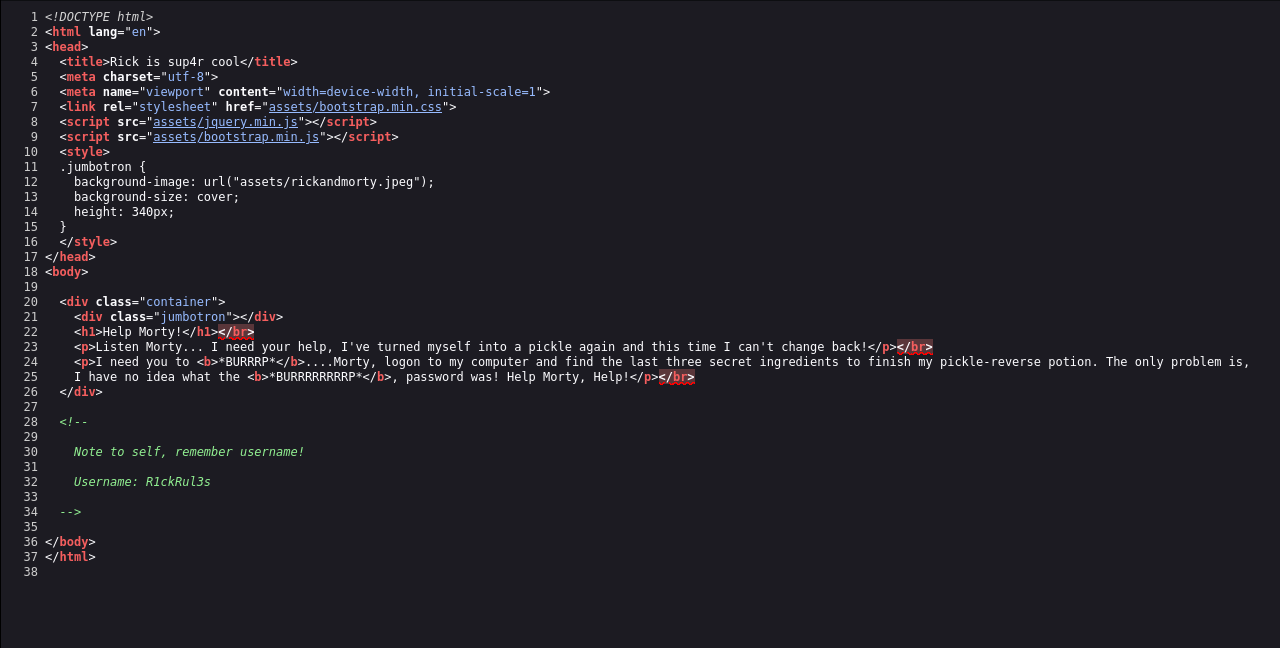 1 <!DOCTYPE html>
2 <html lang="en">
3 <head>
4   <title>Rick is sup4r cool</title>
5   <meta charset="utf-8">
6   <meta name="viewport" content="width=device-width, initial-scale=1">
7   <link rel="stylesheet" href="assets/bootstrap.min.css">
8   <script src="assets/jquery.min.js"></script>
9   <script src="assets/bootstrap.min.js"></script>
10   <style>
11   .jumbotron {
12     background-image: url("assets/rickandmorty.jpeg");
13     background-size: cover;
14     height: 340px;
15   }
16   </style>
17 </head>
18 <body>
19
20   <div class="container">
21     <div class="jumbotron"></div>
22     <h1>Help Morty!</h1></br>
23     <p>Listen Morty... I need your help, I've turned myself into a pickle again and this time I can't change back!</p></br>
24     <p>I need you to <b>*BURRRP*</b>....Morty, logon to my computer and find the last three secret ingredients to finish my pickle-reverse potion. The only problem is,
25     I have no idea what the <b>*BURRRRRRRRP*</b>, password was! Help Morty, Help!</p></br>
26   </div>
27
28   <!--
29
30     Note to self, remember username!
31
32     Username: R1ckRul3s
33
34   -->
35
36 </body>
37 </html>
38